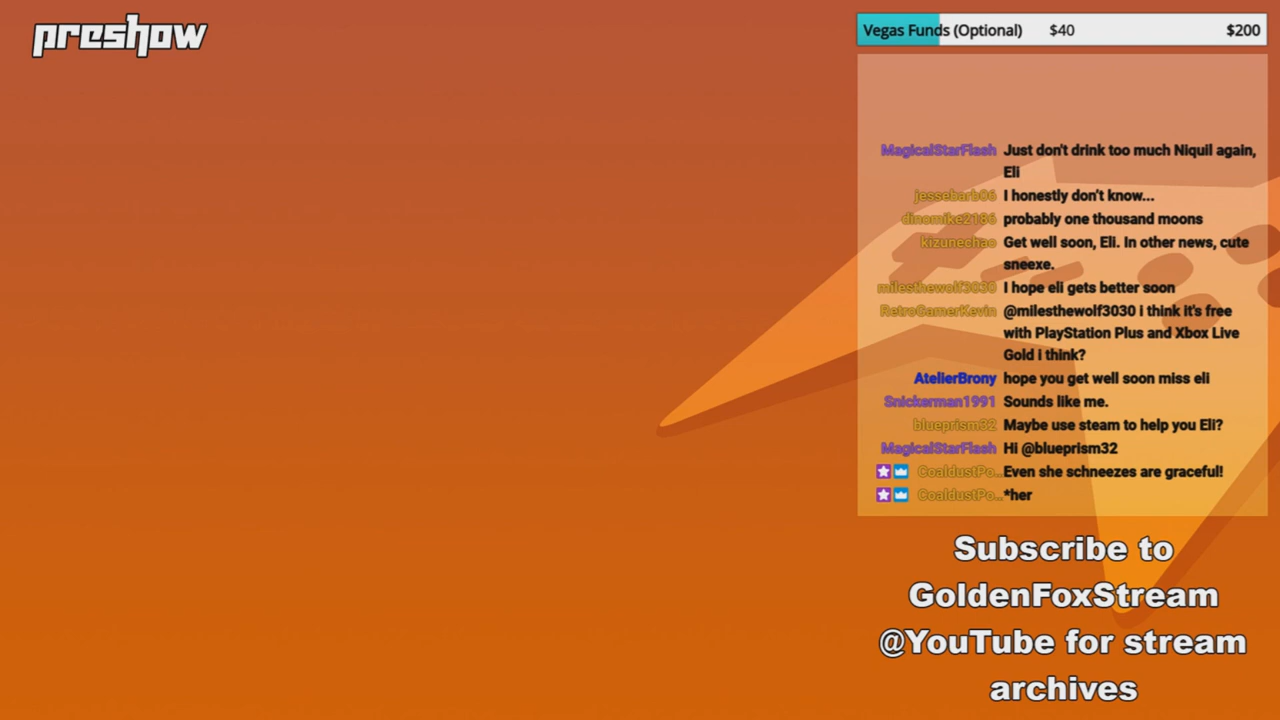 preshow
Vegas Funds (Optional) $40 $200
MagicalStarFlash Just don't drink too much Niquil again,
Eli
jessebarb06 I honestly don't know...
dinomike2186 probably one thousand moons
kizunechao Get well soon, Eli. In other news, cute
sneexe.
milesthewolf3030 I hope eli gets better soon
RetroGamerKevin @milesthewolf3030 i think it's free
with PlayStation Plus and Xbox Live
Gold i think?
AtelierBrony hope you get well soon miss eli
Snickerman1991 Sounds like me.
blueprism32 Maybe use steam to help you Eli?
MagicalStarFlash Hi @blueprism32
CoaldustPo... Even she schneezes are graceful!
CoaldustPo... *her
Subscribe to
GoldenFoxStream
@YouTube for stream
archives